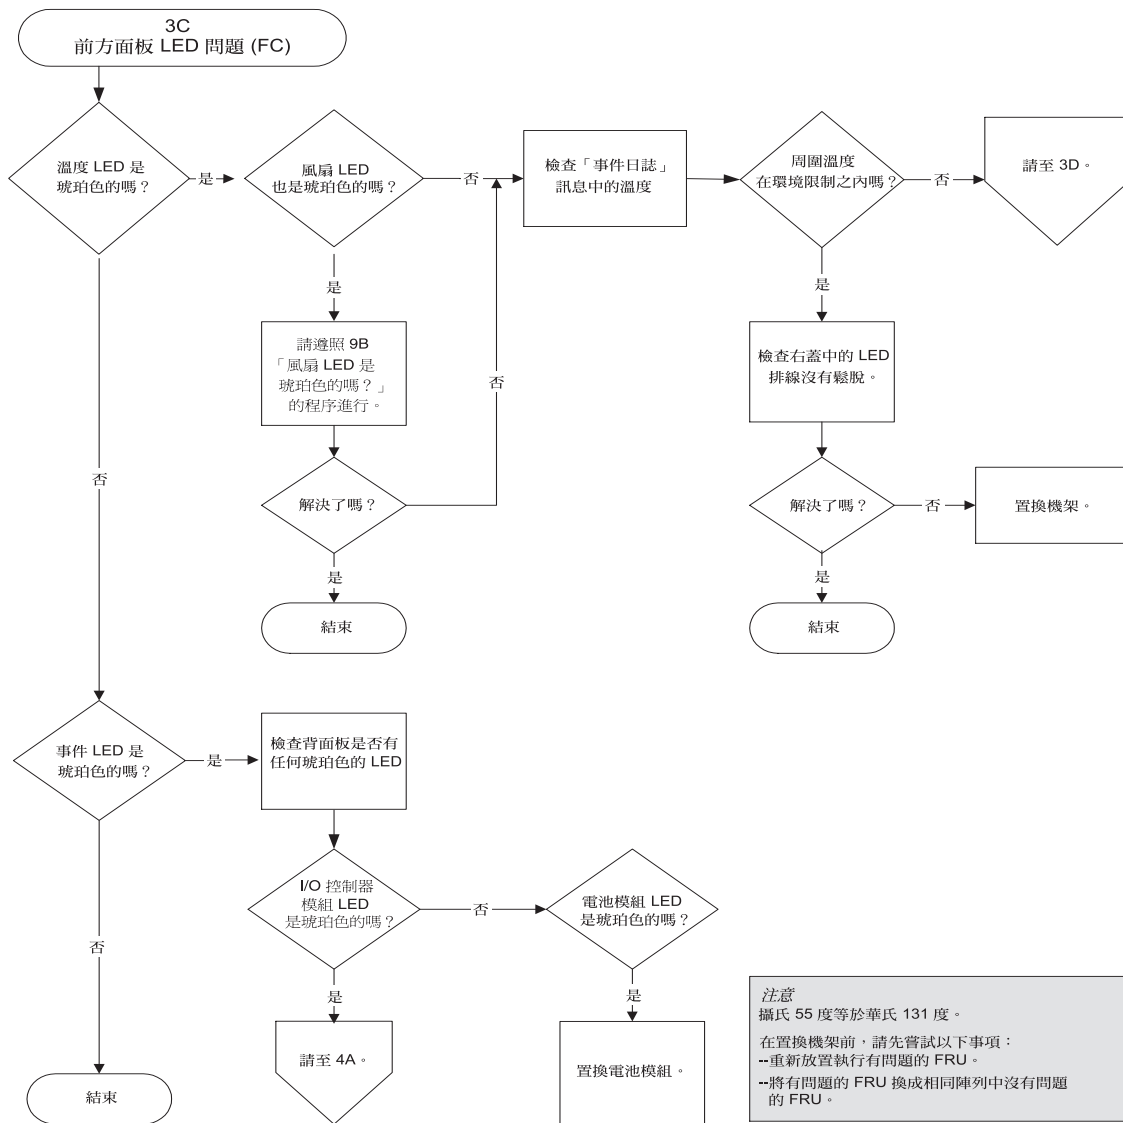 3C
前方面板 LED 問題 (FC)
溫度 LED 是
琥珀色的嗎？
是
風扇 LED
也是琥珀色的嗎？
否
檢查「事件日誌」
訊息中的溫度
周圍溫度
在環境限制之內嗎？
否
請至 3D。
是
請遵照 9B
「風扇 LED 是
琥珀色的嗎？」
的程序進行。
否
是
檢查右蓋中的 LED
排線沒有鬆脫。
否
解決了嗎？
是
結束
解決了嗎？
否
置換機架。
是
結束
事件 LED 是
琥珀色的嗎？
是
檢查背面板是否有
任何琥珀色的 LED
I/O 控制器
模組 LED
是琥珀色的嗎？
否
電池模組 LED
是琥珀色的嗎？
否
是
請至 4A。
是
置換電池模組。
結束
注意
攝氏 55 度等於華氏 131 度。
在置換機架前，請先嘗試以下事項：
--重新放置執行有問題的 FRU。
--將有問題的 FRU 換成相同陣列中沒有問題
的 FRU。